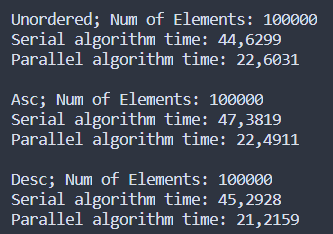 Unordered; Num of Elements: 100000
Serial algorithm time: 44,6299
Parallel algorithm time: 22,6031
Asc; Num of Elements: 100000
Serial algorithm time: 47,3819
Parallel algorithm time: 22,4911
Desc; Num of Elements: 100000
Serial algorithm time: 45,2928
Parallel algorithm time: 21,2159